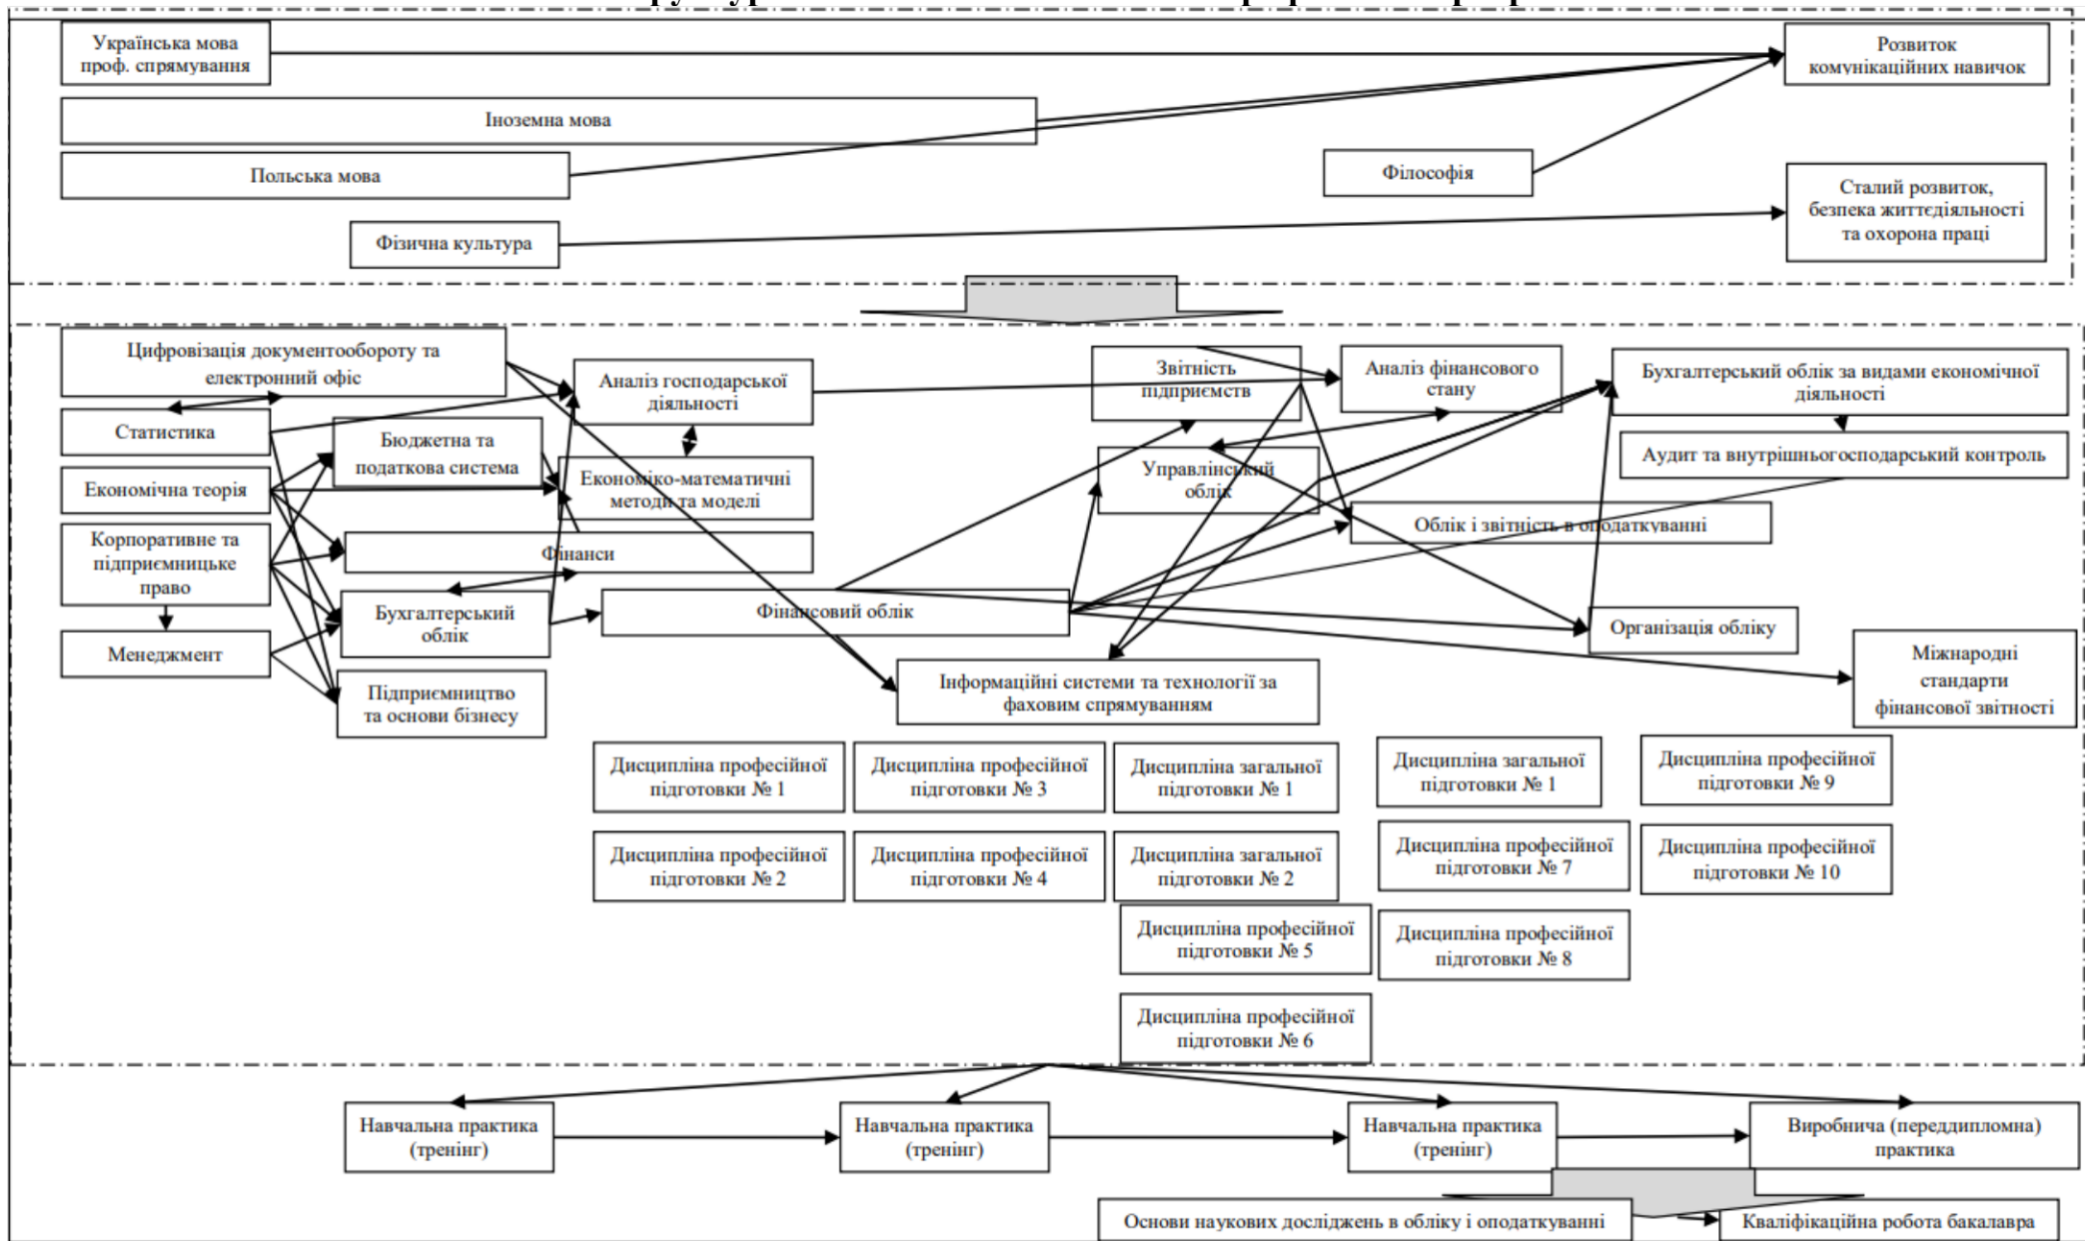 Українська мова
проф. спрямування
Розвиток
комунікаційних навичок
Іноземна мова
Польська мова
Філософія
Сталий розвиток,
безпека життєдіяльності
та охорона праці
Фізична культура
Цифровізація документообороту та
електронний офіс
Аналіз господарської
діяльності
Звітність
підприємств
Аналіз фінансового
стану
Бухгалтерський облік за видами економічної
діяльності
Статистика
Бюджетна та
податкова система
Аудит та внутрішньогосподарський контроль
Економічна теорія
Економіко-математичні
методи та моделі
Управлінський
облік
Облік і звітність в оподаткуванні
Корпоративне та
підприємницьке
право
Фінанси
Бухгалтерський
облік
Фінансовий облік
Організація обліку
Менеджмент
Міжнародні
стандарти
фінансової звітності
Підприємництво
та основи бізнесу
Інформаційні системи та технології за
фаховим спрямуванням
Дисципліна професійної
підготовки № 1
Дисципліна професійної
підготовки № 3
Дисципліна загальної
підготовки № 1
Дисципліна загальної
підготовки № 1
Дисципліна професійної
підготовки № 9
Дисципліна професійної
підготовки № 2
Дисципліна професійної
підготовки № 4
Дисципліна загальної
підготовки № 2
Дисципліна професійної
підготовки № 7
Дисципліна професійної
підготовки № 10
Дисципліна професійної
підготовки № 5
Дисципліна професійної
підготовки № 8
Дисципліна професійної
підготовки № 6
Навчальна практика
(тренінг)
Навчальна практика
(тренінг)
Навчальна практика
(тренінг)
Виробнича (переддипломна)
практика
Основи наукових досліджень в обліку і оподаткуванні
Кваліфікаційна робота бакалавра